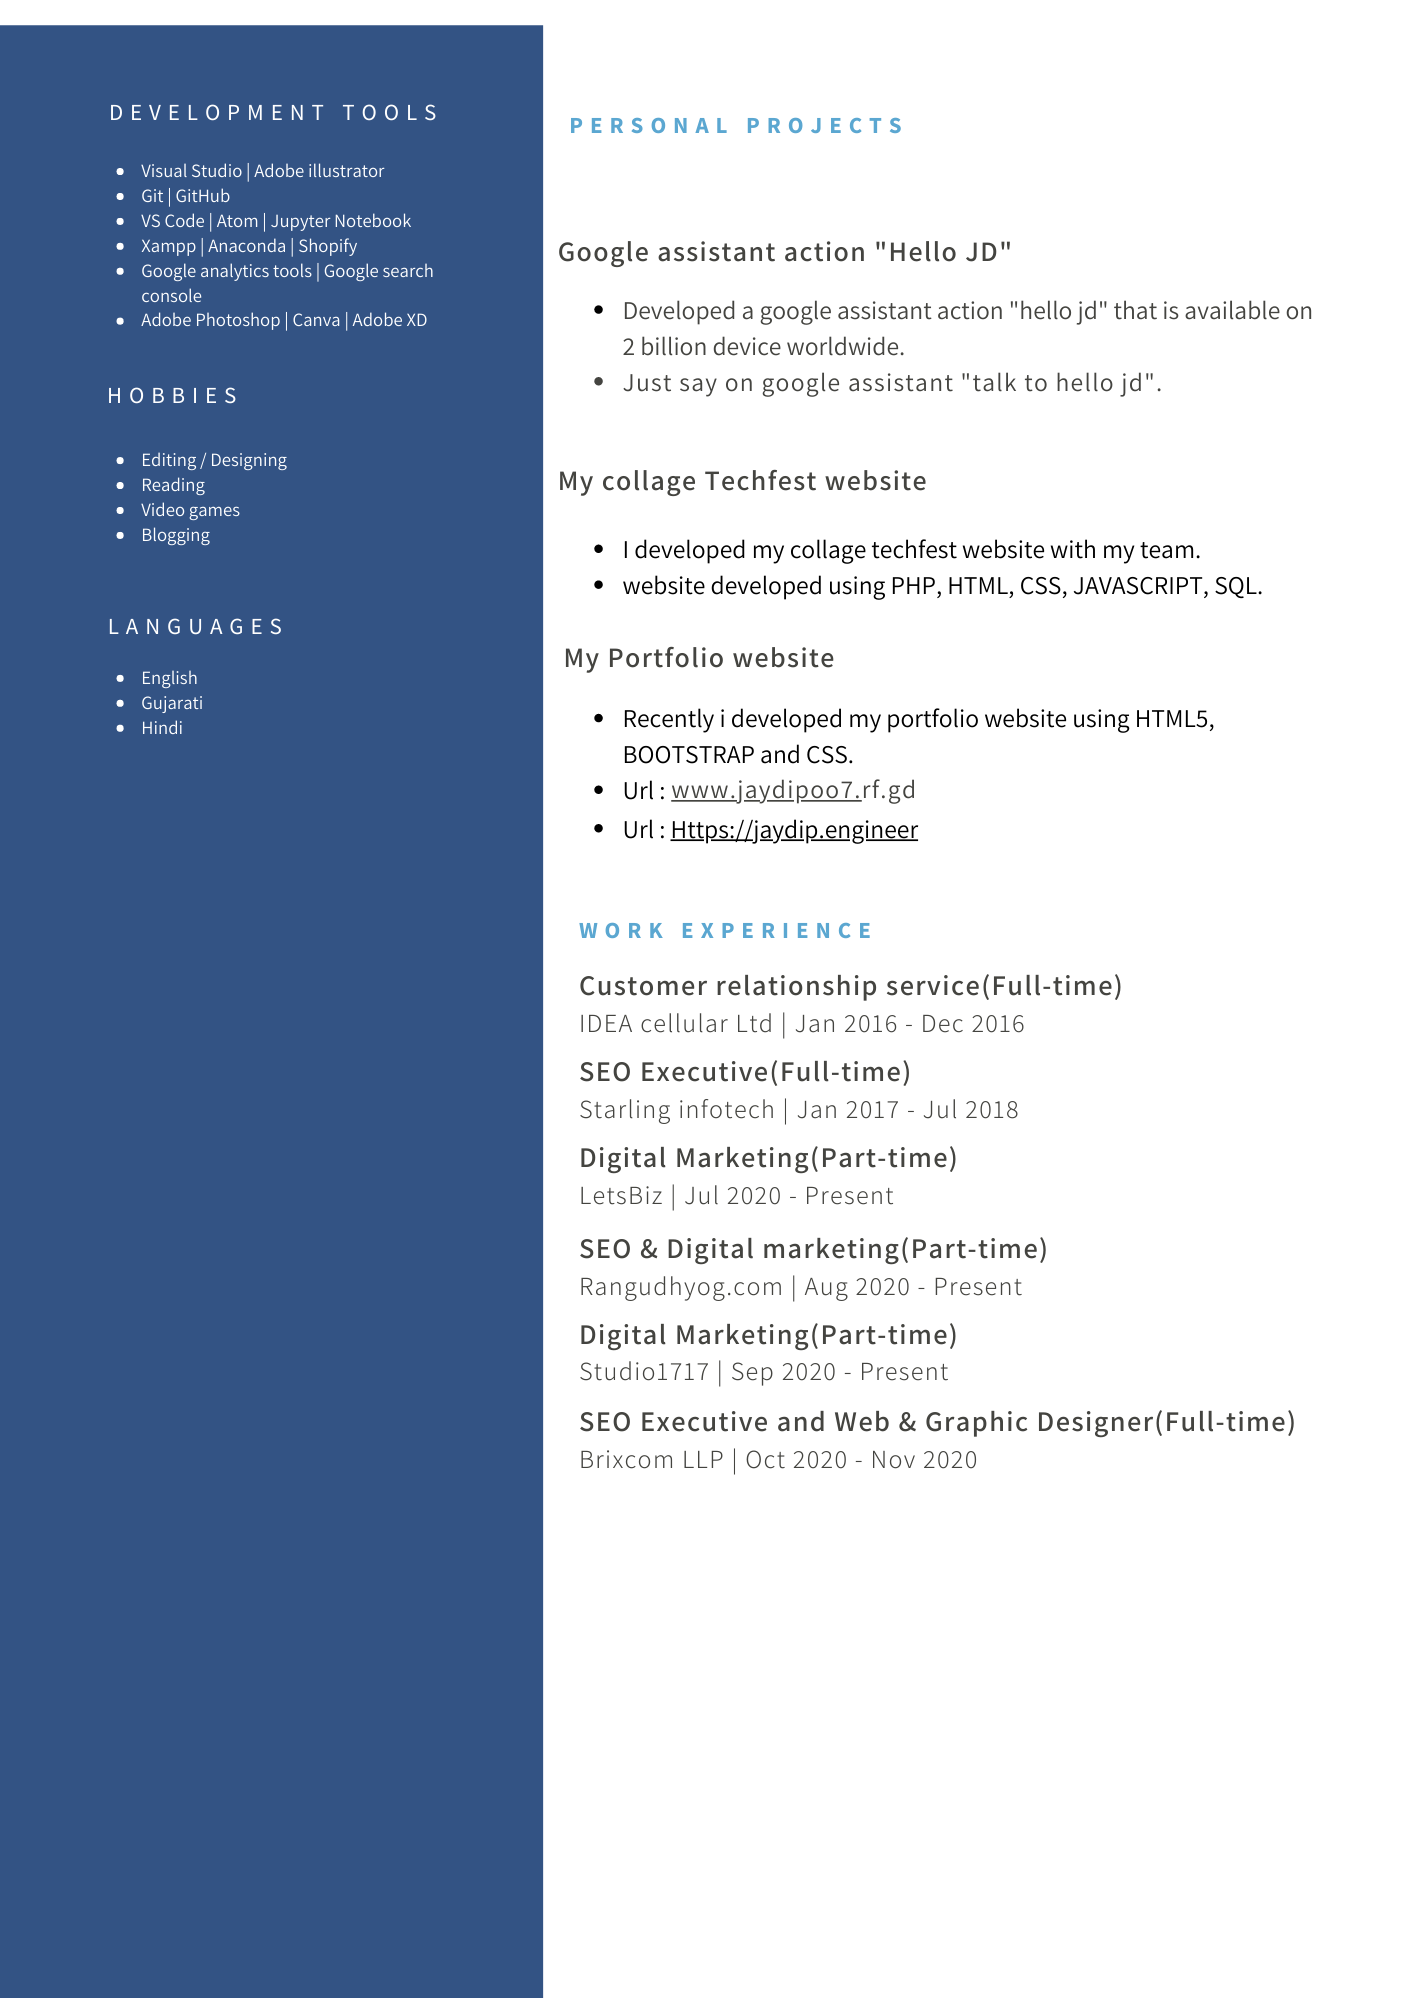 DEVELOPMENT TOOLS
Visual Studio | Adobe illustrator
Git | GitHub
VS Code | Atom | Jupyter Notebook
Xampp | Anaconda | Shopify
Google analytics tools | Google search
console
Adobe Photoshop | Canva | Adobe XD
HOBBIES
Editing / Designing
Reading
Video games
Blogging
LANGUAGES
English
Gujarati
Hindi
PERSONAL PROJECTS
Google assistant action "Hello JD"
Developed a google assistant action "hello jd" that is available on
2 billion device worldwide.
Just say on google assistant "talk to hello jd".
My collage Techfest website
I developed my collage techfest website with my team.
website developed using PHP, HTML, CSS, JAVASCRIPT, SQL.
My Portfolio website
Recently i developed my portfolio website using HTML5,
BOOTSTRAP and CSS.
Url : www.jaydipoo7.rf.gd
Url : Https://jaydip.engineer
WORK EXPERIENCE
Customer relationship service(Full-time)
IDEA cellular Ltd | Jan 2016 - Dec 2016
SEO Executive(Full-time)
Starling infotech | Jan 2017 - Jul 2018
Digital Marketing(Part-time)
LetsBiz | Jul 2020 - Present
SEO & Digital marketing(Part-time)
Rangudhyog.com | Aug 2020 - Present
Digital Marketing(Part-time)
Studio1717 | Sep 2020 - Present
SEO Executive and Web & Graphic Designer(Full-time)
Brixcom LLP | Oct 2020 - Nov 2020